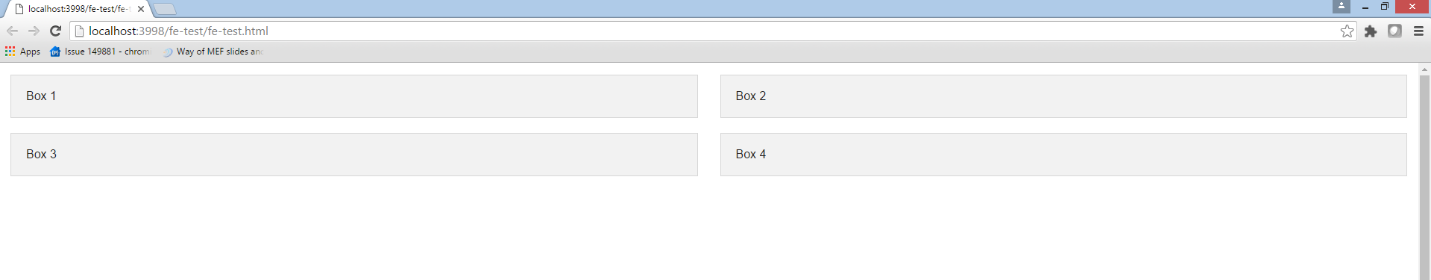 localhost:3998/fe-test/fe-
localhost:3998/fe-test/fe-test.html
Apps Issue 149881 - chrom Way of MEF slides an
Box 1 Box 2
Box 3 Box 4